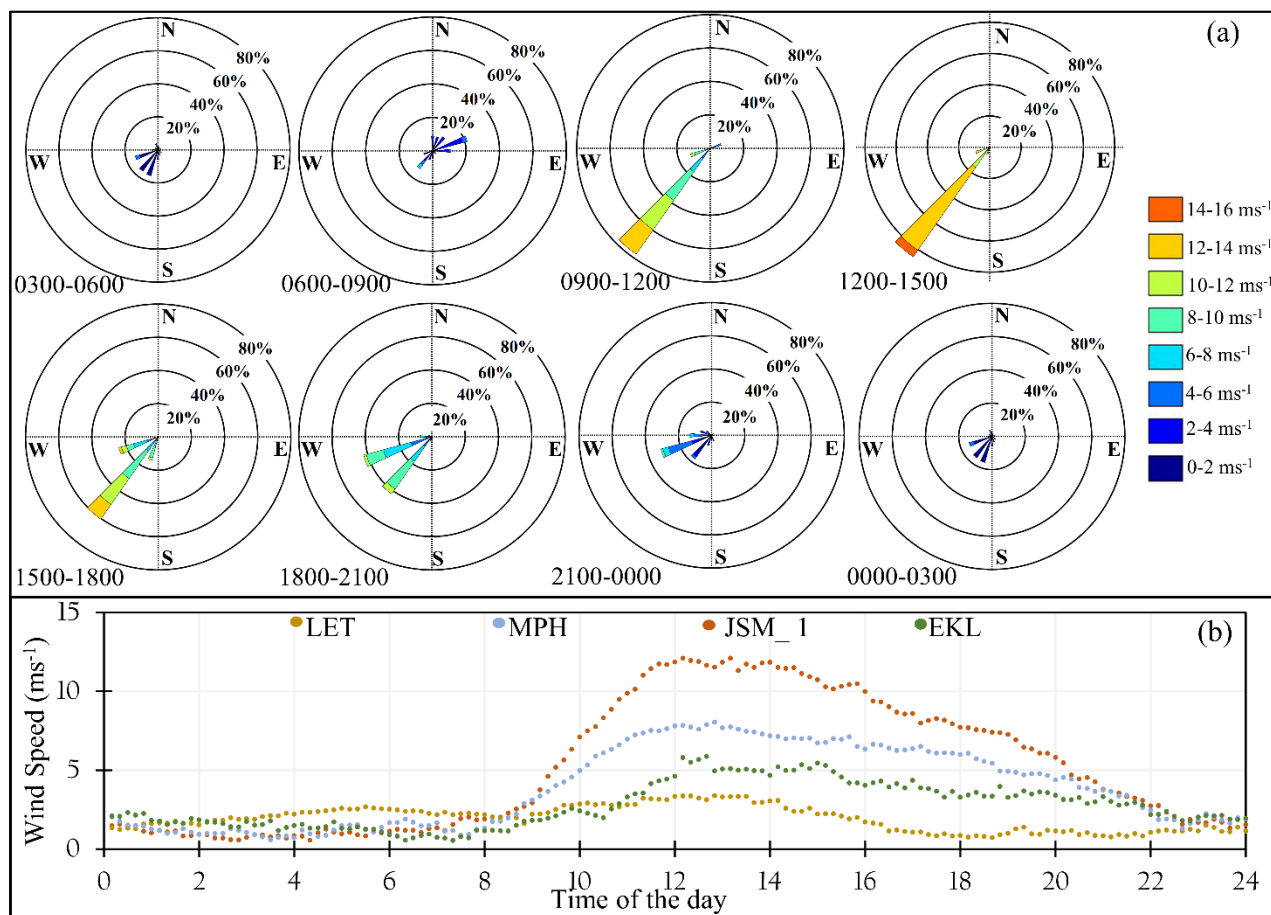 (a)
N
80%
60%
40%
20%
W
E
S
0300-0600
N
80%
60%
40%
20%
W
E
S
0600-0900
N
80%
60%
40%
20%
W
E
S
0900-1200
N
80%
60%
40%
20%
W
E
S
1200-1500
14-16 ms⁻¹
12-14 ms⁻¹
10-12 ms⁻¹
8-10 ms⁻¹
6-8 ms⁻¹
4-6 ms⁻¹
2-4 ms⁻¹
0-2 ms⁻¹
N
80%
60%
40%
20%
W
E
S
1500-1800
N
80%
60%
40%
20%
W
E
S
1800-2100
N
80%
60%
40%
20%
W
E
S
2100-0000
N
80%
60%
40%
20%
W
E
S
0000-0300
(b)
LET MPH JSM_ 1 EKL
Wind Speed (ms⁻¹)
15
10
5
0
0 2 4 6 8 10 12 14 16 18 20 22 24
Time of the day